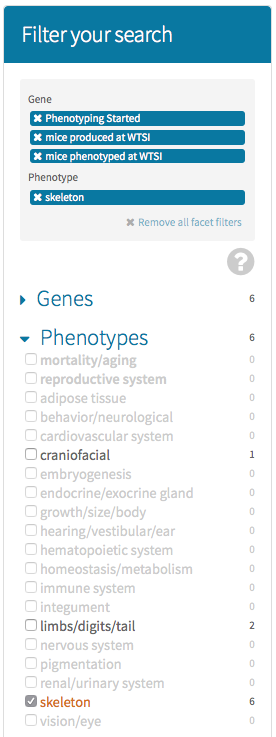 Filter your search
Gene
✖ Phenotyping Started
✖ mice produced at WTSI
✖ mice phenotyped at WTSI
Phenotype
✖ skeleton
✖ Remove all facet filters
?
Genes 6
Phenotypes 6
mortality/aging 0
reproductive system 0
adipose tissue 0
behavior/neurological 0
cardiovascular system 0
craniofacial 1
embryogenesis 0
endocrine/exocrine gland 0
growth/size/body 0
hearing/vestibular/ear 0
hematopoietic system 0
homeostasis/metabolism 0
immune system 0
integument 0
limbs/digits/tail 2
nervous system 0
pigmentation 0
renal/urinary system 0
skeleton 6
vision/eye 0